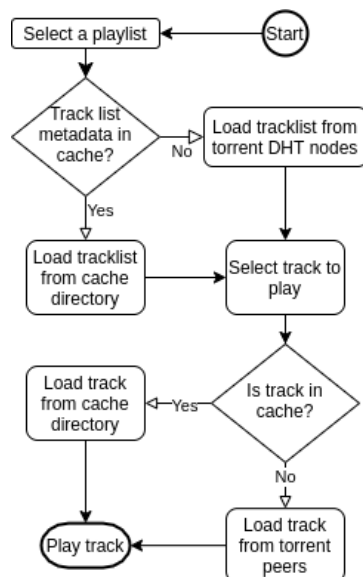 Select a playlist
Start
Track list
metadata in
cache?
No
Load tracklist from
torrent DHT nodes
Yes
Load tracklist
from cache
directory
Select track to
play
Load track
from cache
directory
Yes
Is track in
cache?
No
Play track
Load track
from torrent
peers